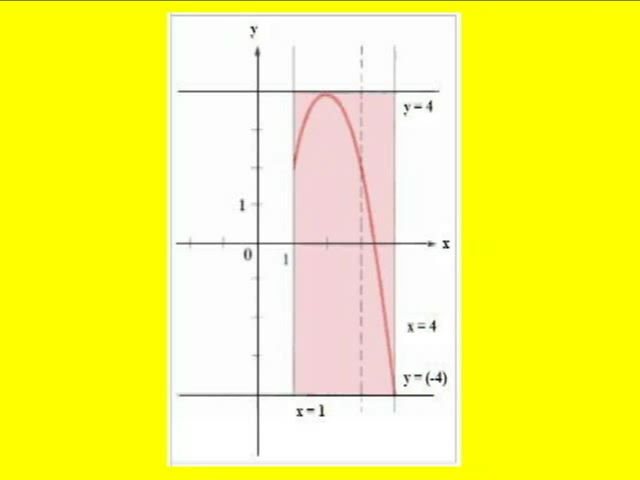 y
y = 4
1
0
1
x
x = 4
y = (-4)
x = 1